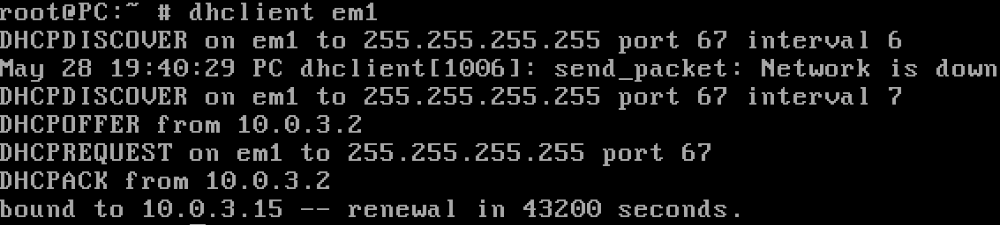 root@PC:~ # dhclient em1
DHCPDISCOVER on em1 to 255.255.255.255 port 67 interval 6
May 28 19:40:29 PC dhclient[1006]: send_packet: Network is down
DHCPDISCOVER on em1 to 255.255.255.255 port 67 interval 7
DHCPOFFER from 10.0.3.2
DHCPREQUEST on em1 to 255.255.255.255 port 67
DHCPACK from 10.0.3.2
bound to 10.0.3.15 -- renewal in 43200 seconds.